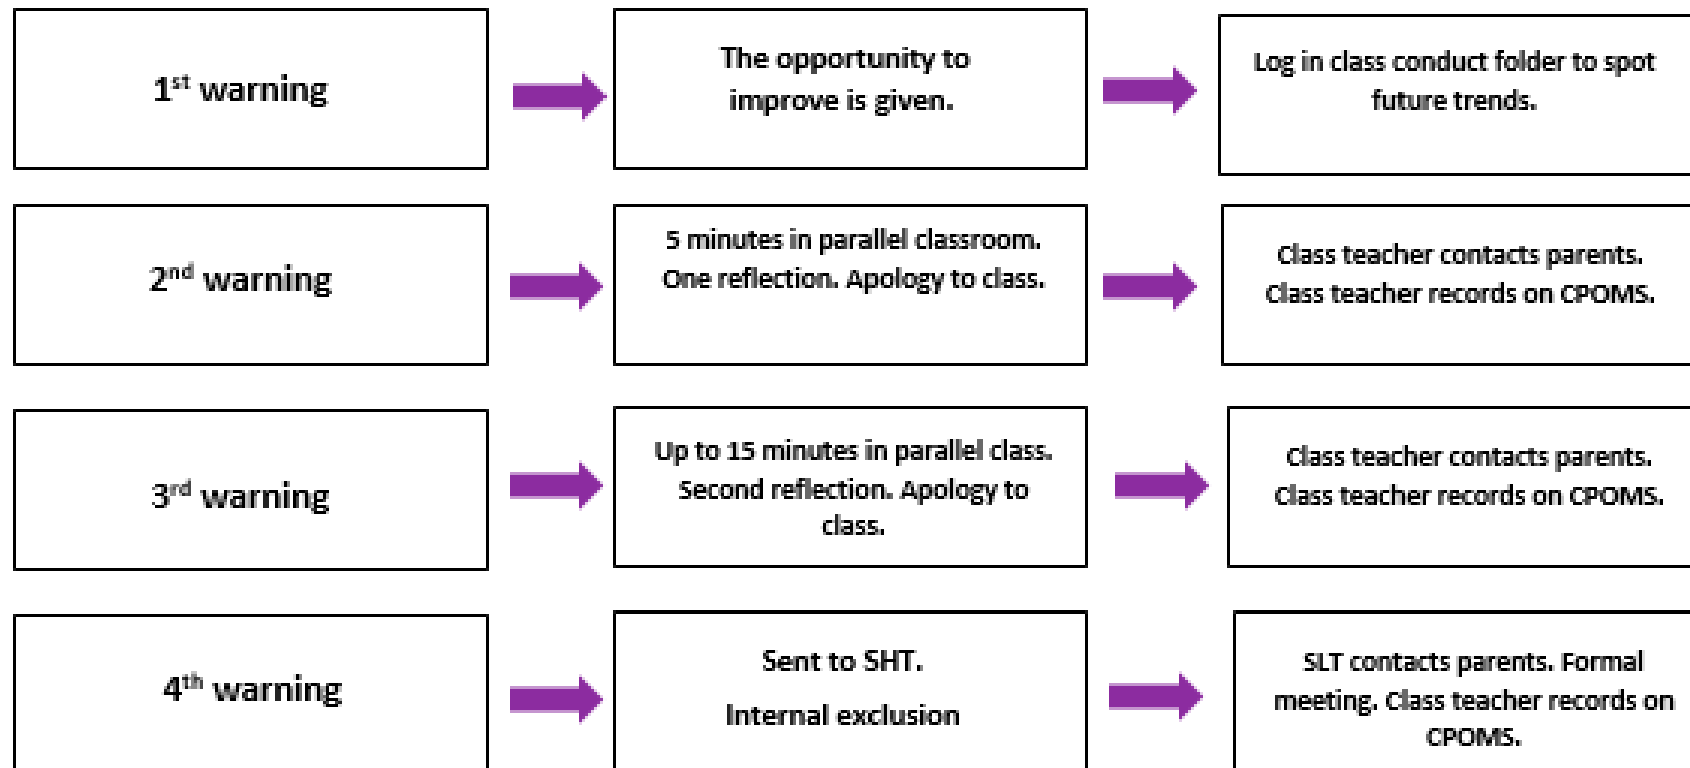 1st warning
The opportunity to
improve is given.
Log in class conduct folder to spot
future trends.
2nd warning
5 minutes in parallel classroom.
One reflection. Apology to class.
Class teacher contacts parents.
Class teacher records on CPOMS.
3rd warning
Up to 15 minutes in parallel class.
Second reflection. Apology to
class.
Class teacher contacts parents.
Class teacher records on CPOMS.
4th warning
Sent to SHT.
Internal exclusion
SLT contacts parents. Formal
meeting. Class teacher records on
CPOMS.